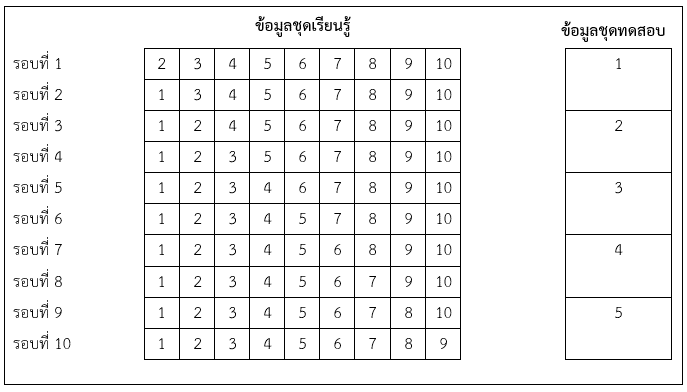 ข้อมูลชุดเรียนรู้ ข้อมูลชุดทดสอบ
รอบที่ 1 2 3 4 5 6 7 8 9 10 1
รอบที่ 2 1 3 4 5 6 7 8 9 10
รอบที่ 3 1 2 4 5 6 7 8 9 10 2
รอบที่ 4 1 2 3 5 6 7 8 9 10
รอบที่ 5 1 2 3 4 6 7 8 9 10 3
รอบที่ 6 1 2 3 4 5 7 8 9 10
รอบที่ 7 1 2 3 4 5 6 8 9 10 4
รอบที่ 8 1 2 3 4 5 6 7 9 10
รอบที่ 9 1 2 3 4 5 6 7 8 10 5
รอบที่ 10 1 2 3 4 5 6 7 8 9